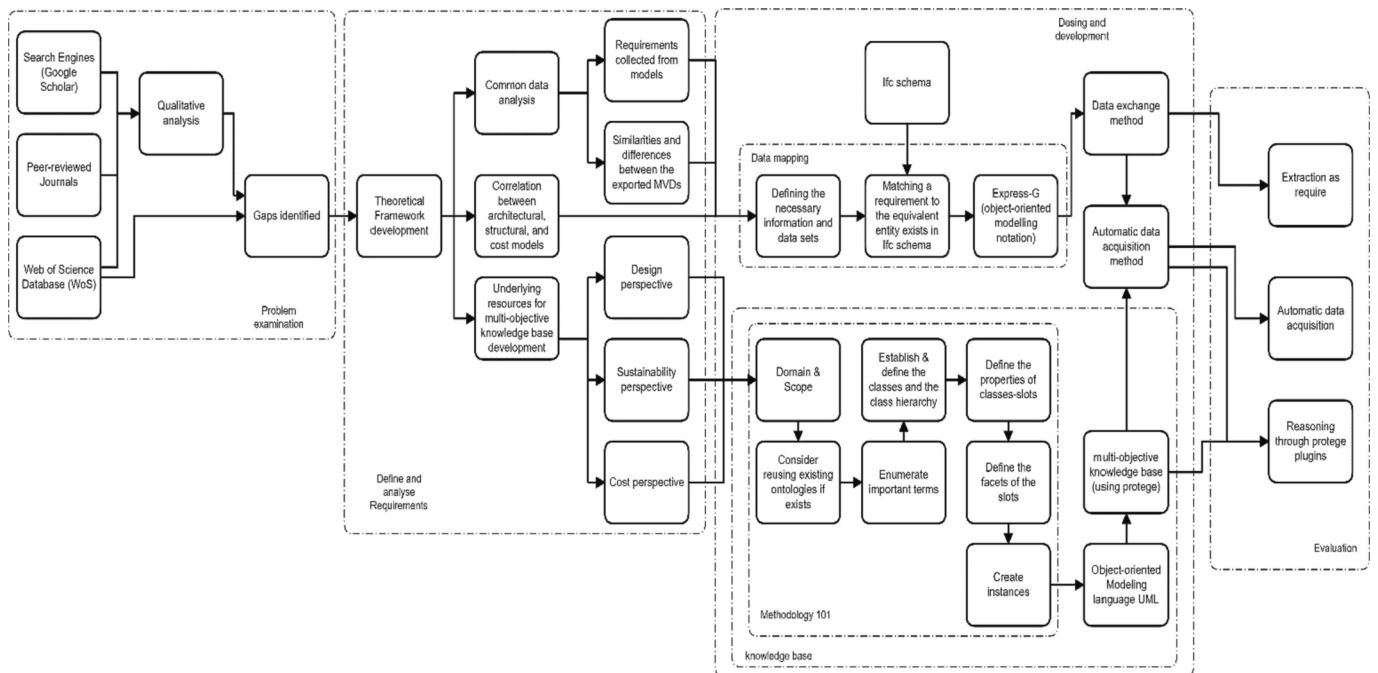 Search Engines
(Google
Scholar)
Peer-reviewed
Journals
Web of Science
Database (WoS)
Qualitative
analysis
Gaps identified
Problem
examination
Theoretical
Framework
development
Common data
analysis
Correlation
between
architectural,
structural, and
cost models
Underlying
resources for
multi-objective
knowledge base
development
Requirements
collected from
models
Similarities and
differences
between the
exported MVDs
Design
perspective
Sustainability
perspective
Cost perspective
Define and
analyse
Requirements
Desing and
development
Ifc schema
Data mapping
Defining the
necessary
information and
data sets
Matching a
requirement to
the equivalent
entity exists in
Ifc schema
Express-G
(object-oriented
modelling
notation)
Data exchange
method
Automatic data
acquisition
method
Domain &
Scope
Consider
reusing existing
ontologies if
exists
Establish &
define the
classes and the
class hierarchy
Enumerate
important terms
Define the
properties of
classes-slots
Define the
facets of the
slots
Create
instances
Methodology 101
multi-objective
knowledge base
(using protege)
Object-oriented
Modeling
language UML
knowledge base
Extraction as
require
Automatic data
acquisition
Reasoning
through protege
plugins
Evaluation